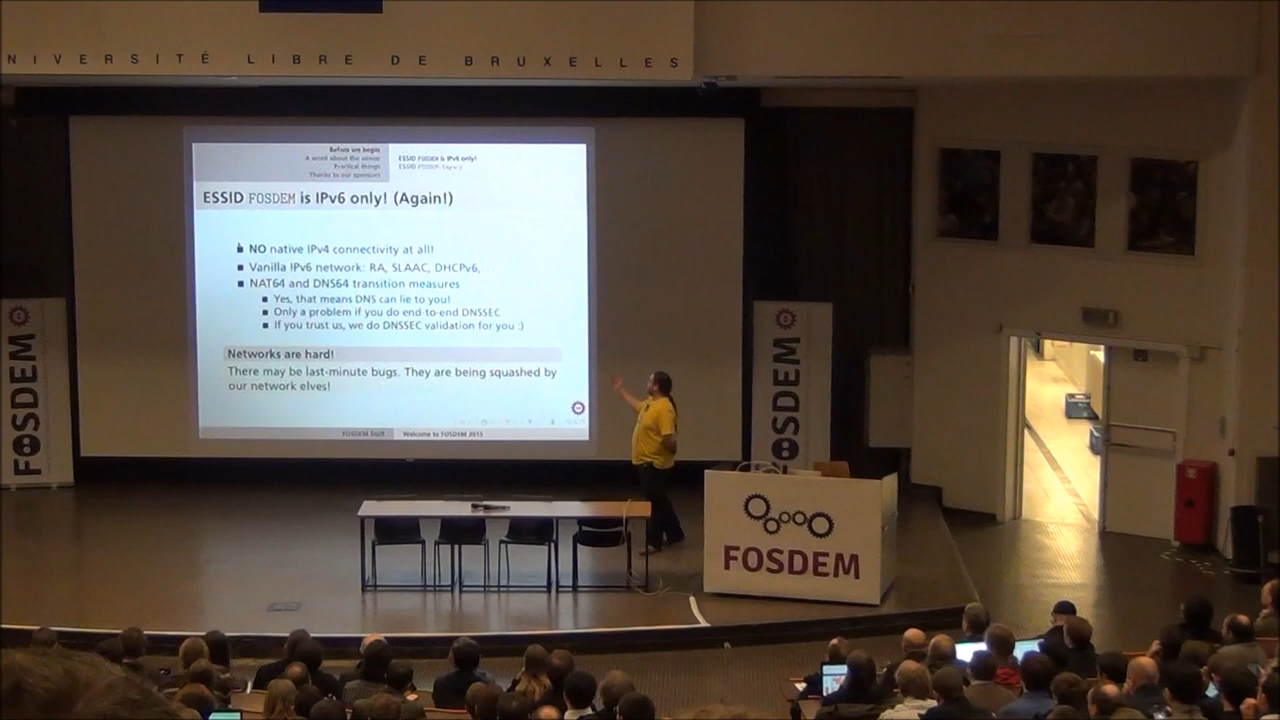 UNIVERSITÉ LIBRE DE BRUXELLES
Before we begin
A word about the venue
Practical things
Thanks to our sponsors
ESSID FOSDEM is IPv6 only!
ESSID FOSDEM-legacy
ESSID FOSDEM is IPv6 only! (Again!)
NO native IPv4 connectivity at all!
Vanilla IPv6 network: RA, SLAAC, DHCPv6,
NAT64 and DNS64 transition measures
Yes, that means DNS can lie to you!
Only a problem if you do end-to-end DNSSEC
If you trust us, we do DNSSEC validation for you :)
Networks are hard!
There may be last-minute bugs. They are being squashed by
our network elves!
FOSDEM Staff
Welcome to FOSDEM 2015
FOSDEM
FOSDEM
FOSDEM